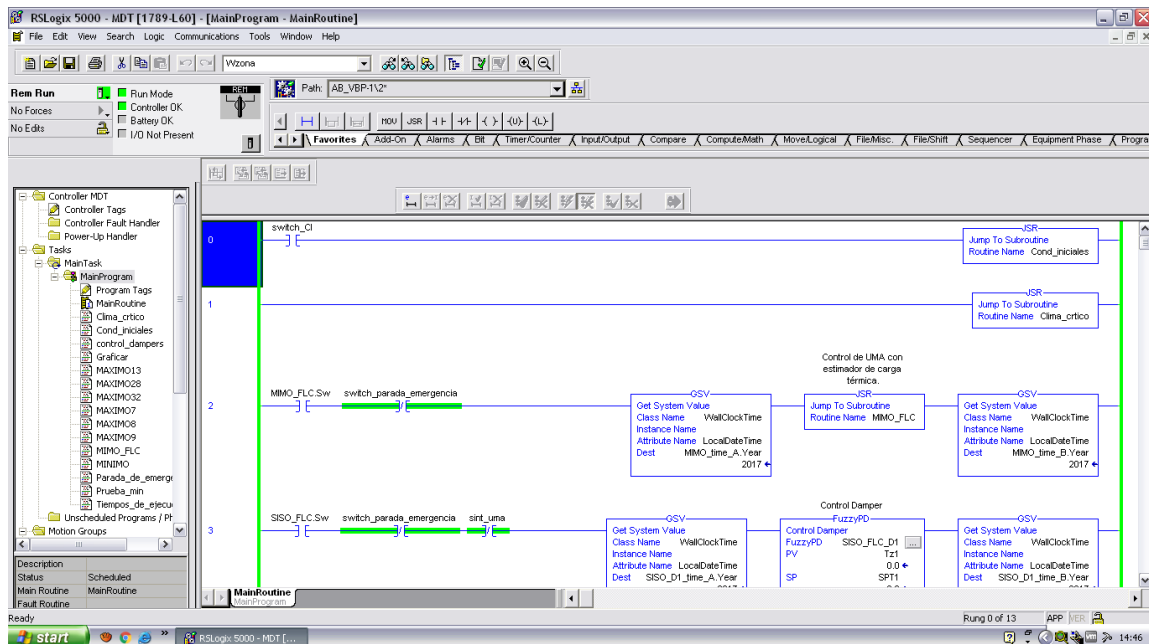 RSLogix 5000 - MDT [1789-L60] - [MainProgram - MainRoutine]
File Edit View Search Logic Communications Tools Window Help
Wzona
Rem Run
Run Mode
REM
Path: AB_VBP-1\2*
No Forces
Controller OK
Battery OK
No Edits
I/O Not Present
MOV JSR
Favorites Add-On Alarms Bit Timer/Counter Input/Output Compare Compute/Math Move/Logical File/Misc. File/Shift Sequencer Equipment Phase Progra
Controller MDT
Controller Tags
Controller Fault Handler
Power-Up Handler
Tasks
MainTask
MainProgram
Program Tags
MainRoutine
Clima_crtico
Cond_iniciales
control_dampers
Graficar
MAXIMO13
MAXIMO28
MAXIMO32
MAXIMO7
MAXIMO8
MAXIMO9
MIMO_FLC
MINIMO
Parada_de_emerge
Prueba_min
Tiempos_de_ejecu
Unscheduled Programs / Ph
Motion Groups
Description
Status Scheduled
Main Routine MainRoutine
Fault Routine
0
switch_CI
JSR
Jump To Subroutine
Routine Name Cond_iniciales
1
JSR
Jump To Subroutine
Routine Name Clima_crtico
2
MIMO_FLC.Sw switch_parada_emergencia
GSV
Get System Value
Class Name WallClockTime
Instance Name
Attribute Name LocalDateTime
Dest MIMO_time_A.Year
2017
Control de UMA con
estimador de carga
térmica.
JSR
Jump To Subroutine
Routine Name MIMO_FLC
GSV
Get System Value
Class Name WallClockTime
Instance Name
Attribute Name LocalDateTime
Dest MIMO_time_B.Year
2017
3
SISO_FLC.Sw switch_parada_emergencia sint_uma
GSV
Get System Value
Class Name WallClockTime
Instance Name
Attribute Name LocalDateTime
Dest SISO_D1_time_A.Year
Control Damper
FuzzyPD
Control Damper
FuzzyPD SISO_FLC_D1 ...
PV Tz1
0.0
SP SPT1
GSV
Get System Value
Class Name WallClockTime
Instance Name
Attribute Name LocalDateTime
Dest SISO_D1_time_B.Year
MainRoutine
MainProgram
Ready
Rung 0 of 13 APP VER
start
RSLogix 5000 - MDT [...
14:46